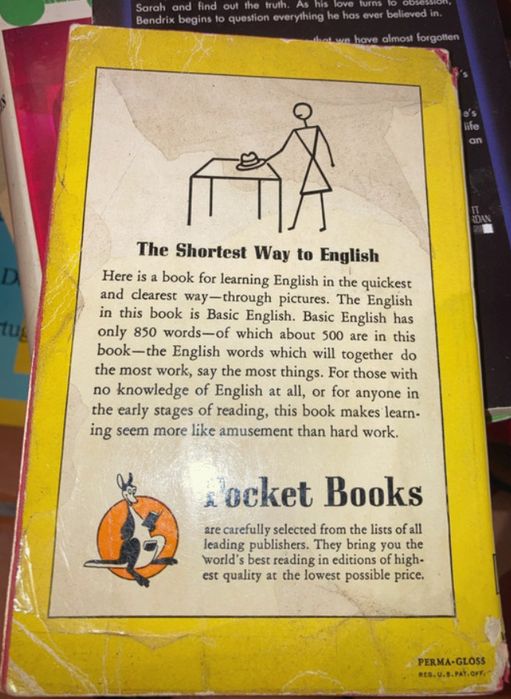 Sarah and find out the truth. As his love turns to obsession,
Bendrix begins to question everything he has ever believed in.
that we have almost forgotten
's
e's
life
an
The Shortest Way to English
Here is a book for learning English in the quickest
and clearest way—through pictures. The English
in this book is Basic English. Basic English has
only 850 words—of which about 500 are in this
book—the English words which will together do
the most work, say the most things. For those with
no knowledge of English at all, or for anyone in
the early stages of reading, this book makes learn-
ing seem more like amusement than hard work.
Pocket Books
are carefully selected from the lists of all
leading publishers. They bring you the
world's best reading in editions of high-
est quality at the lowest possible price.
PERMA-GLOSS
REG. U.S. PAT. OFF.